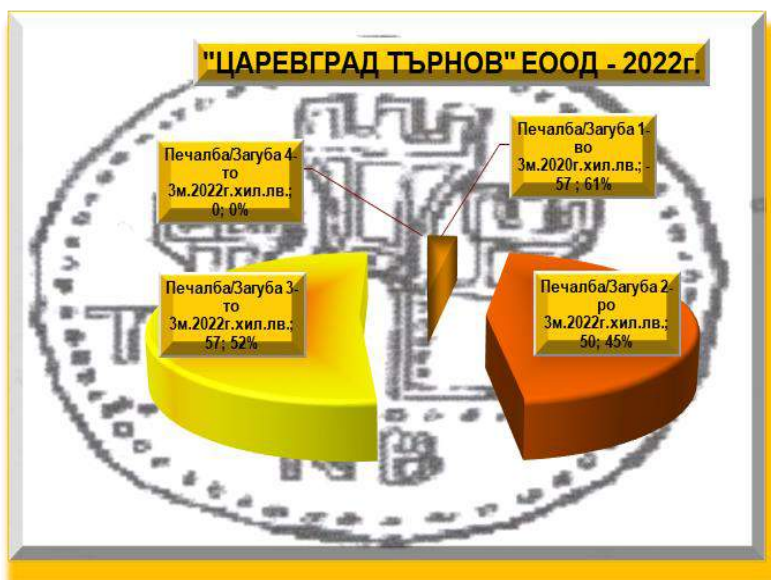 "ЦАРЕВГРАД ТЪРНОВ" ЕООД - 2022г.
Печалба/Загуба 4-
то
3м.2022г.хил.лв.;
0; 0%
Печалба/Загуба 1-
во
3м.2020г.хил.лв.; -
57 ; 61%
Печалба/Загуба 3-
то
3м.2022г.хил.лв.;
57; 52%
Печалба/Загуба 2-
ро
3м.2022г.хил.лв.;
50; 45%